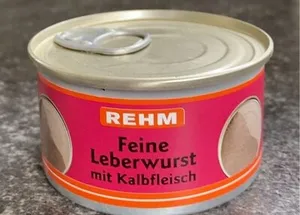 REHM
Feine
Leberwurst
mit Kalbfleisch